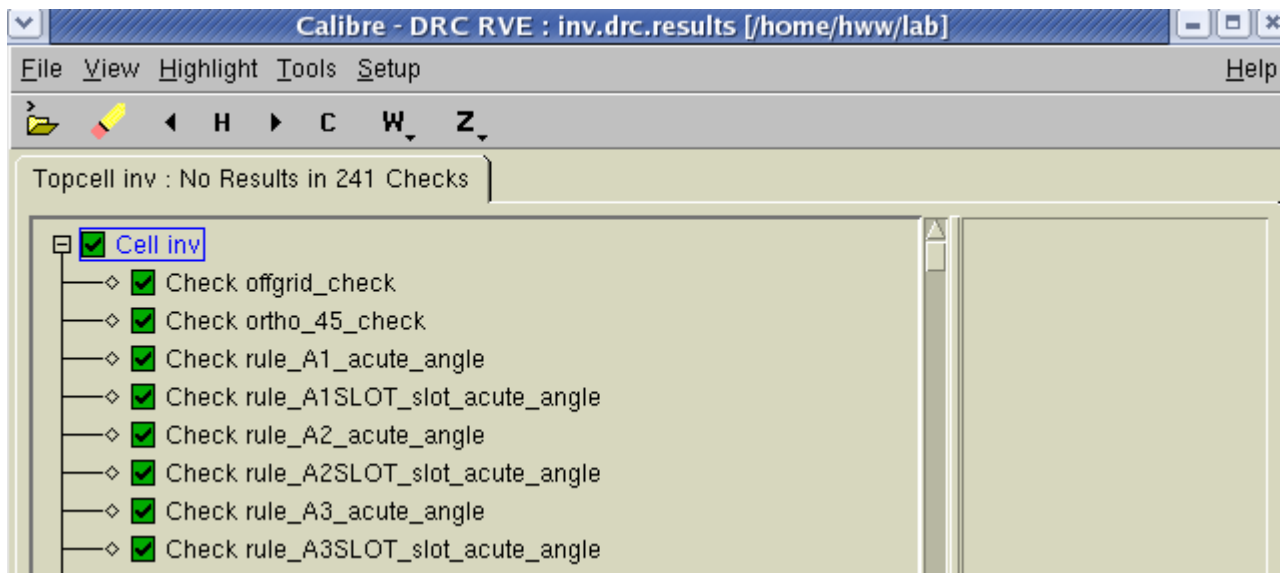 Calibre - DRC RVE : inv.drc.results [/home/hww/lab]
File View Highlight Tools Setup Help
H C W Z
Topcell inv : No Results in 241 Checks
Cell inv
Check offgrid_check
Check ortho_45_check
Check rule_A1_acute_angle
Check rule_A1SLOT_slot_acute_angle
Check rule_A2_acute_angle
Check rule_A2SLOT_slot_acute_angle
Check rule_A3_acute_angle
Check rule_A3SLOT_slot_acute_angle